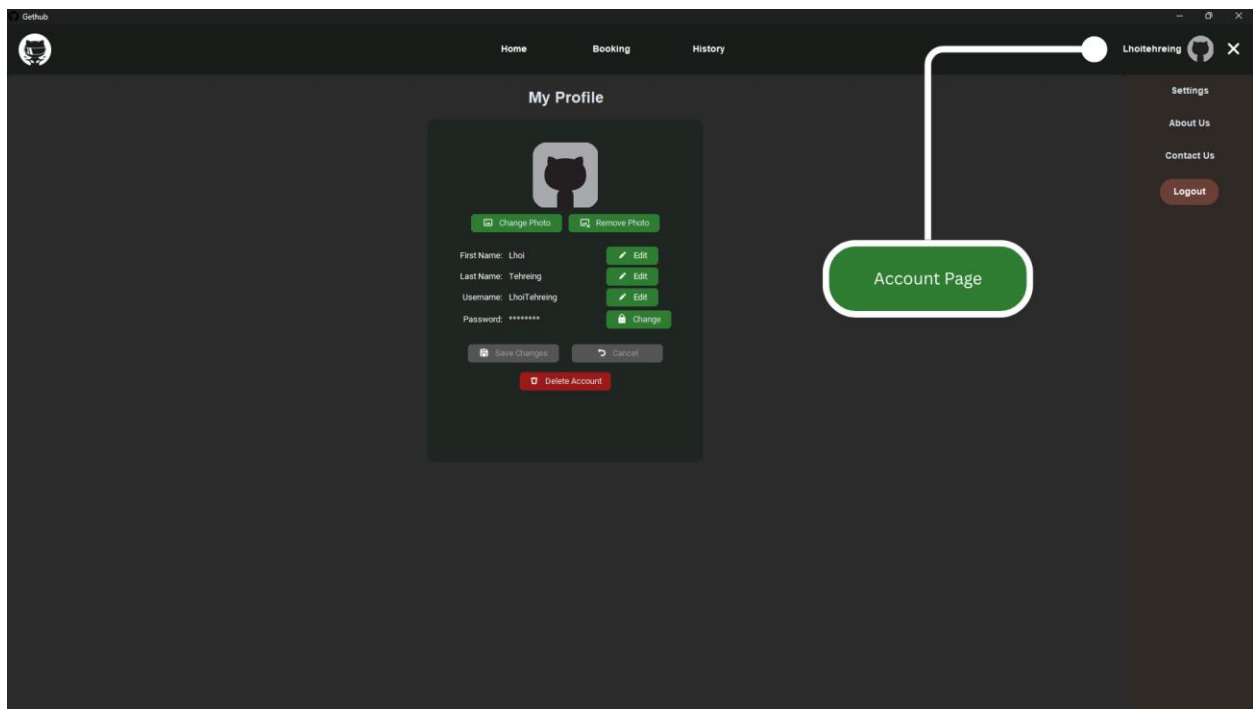 Gethub
Home Booking History Lhoitehreing
My Profile
Settings
About Us
Contact Us
Logout
Change Photo Remove Photo
First Name: Lhoi Edit
Last Name: Tehreing Edit
Username: LhoiTehreing Edit
Password: ******** Change
Save Changes Cancel
Delete Account
Account Page